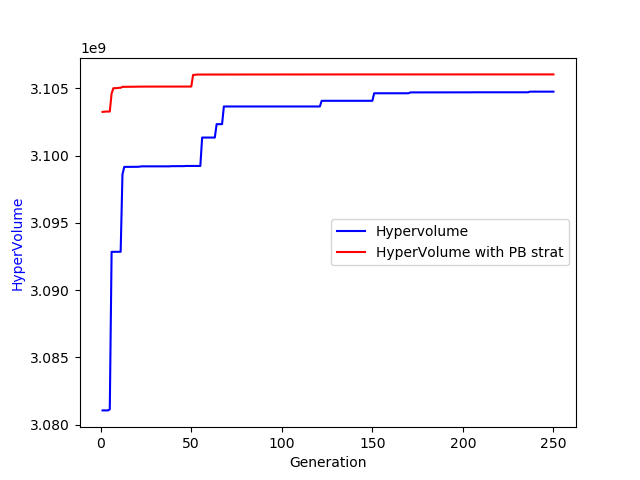 1e9
3.105
3.100
3.095
3.090
3.085
3.080
HyperVolume
Hypervolume
HyperVolume with PB strat
0
50
100
150
200
250
Generation